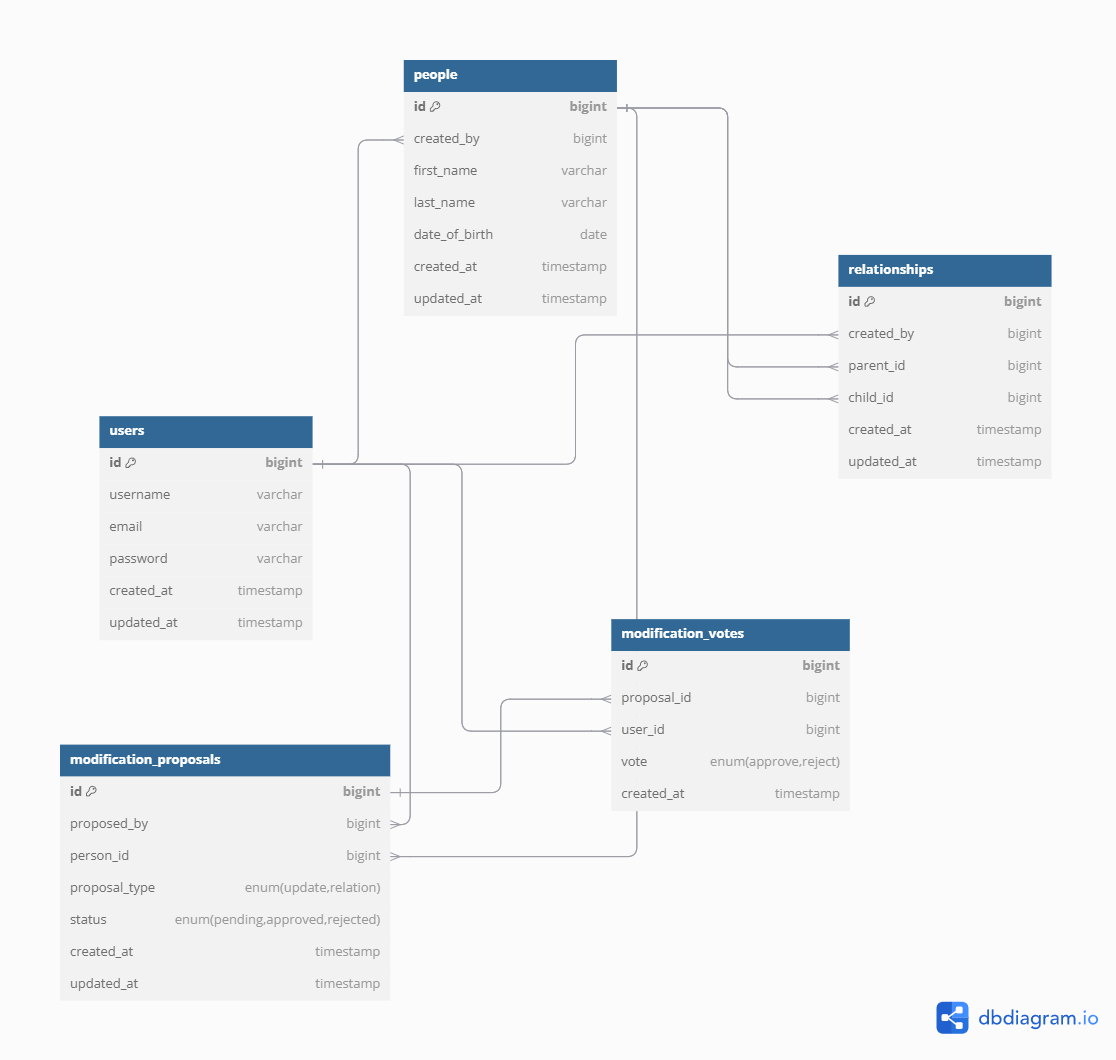 people
id bigint
created_by bigint
first_name varchar
last_name varchar
date_of_birth date
created_at timestamp
updated_at timestamp
relationships
id bigint
created_by bigint
parent_id bigint
child_id bigint
created_at timestamp
updated_at timestamp
users
id bigint
username varchar
email varchar
password varchar
created_at timestamp
updated_at timestamp
modification_votes
id bigint
proposal_id bigint
user_id bigint
vote enum(approve,reject)
created_at timestamp
modification_proposals
id bigint
proposed_by bigint
person_id bigint
proposal_type enum(update,relation)
status enum(pending,approved,rejected)
created_at timestamp
updated_at timestamp
dbdiagram.io